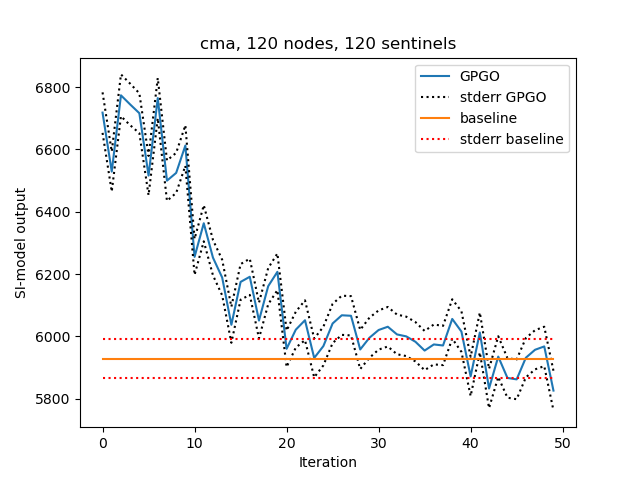 cma, 120 nodes, 120 sentinels
GPGO
stderr GPGO
baseline
stderr baseline
SI-model output
6800
6600
6400
6200
6000
5800
0 10 20 30 40 50
Iteration